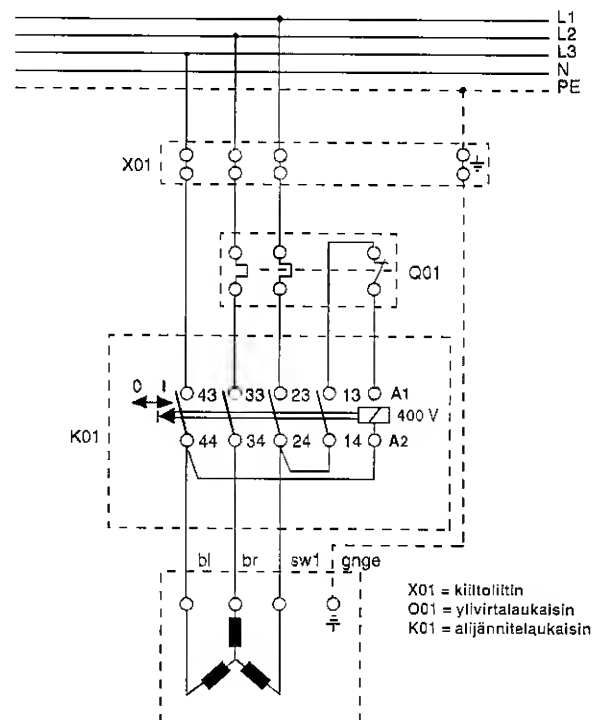 L1
L2
L3
N
PE
X01
Q01
0 I
43 33 23 13 A1
400 V
K01
44 34 24 14 A2
bl br sw1 gnge
X01 = kiiltoliitin
O01 = ylivirtalaukaisin
K01 = alijännitelaukaisin